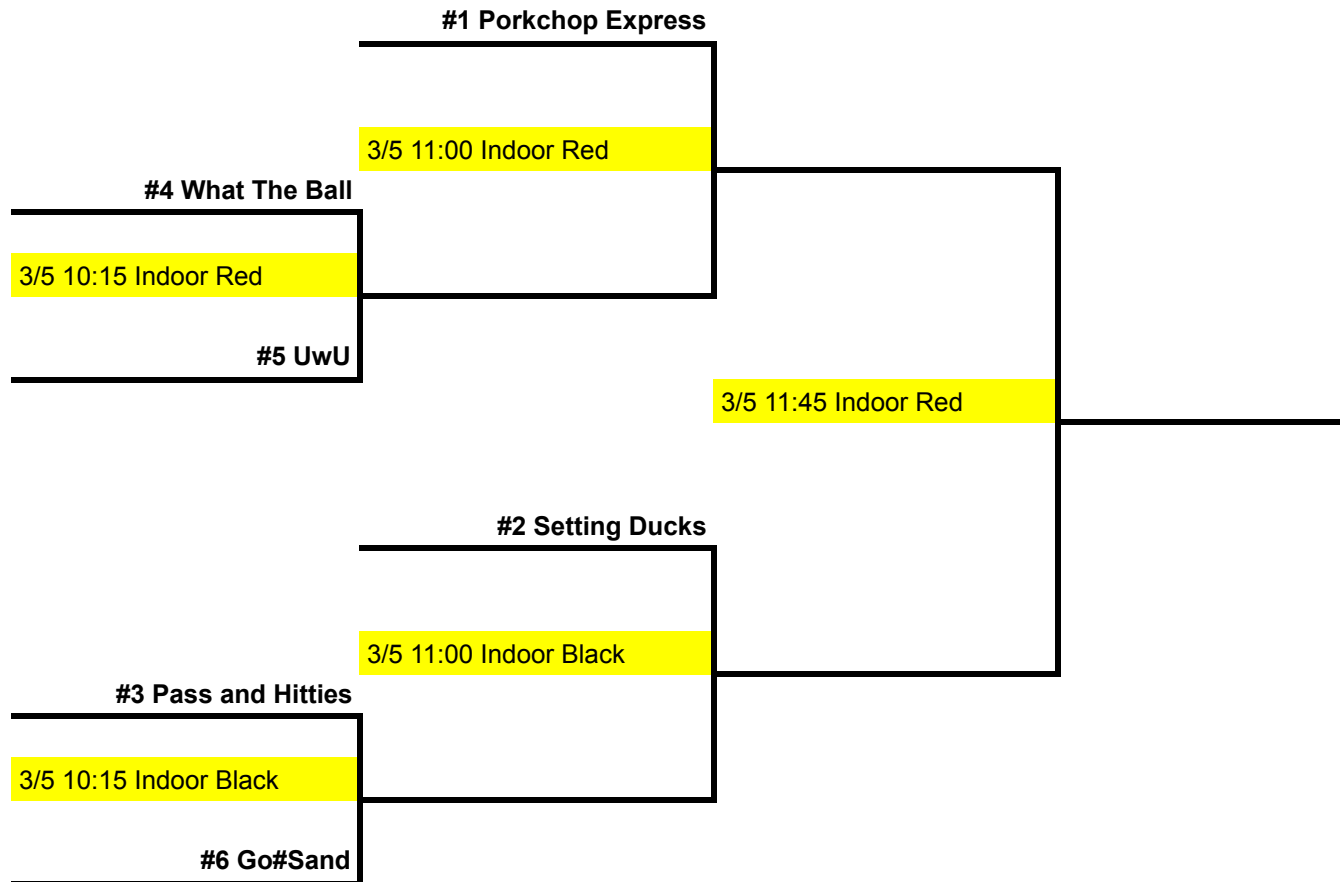 #1 Porkchop Express
3/5 11:00 Indoor Red
#4 What The Ball
3/5 10:15 Indoor Red
#5 UwU
3/5 11:45 Indoor Red
#2 Setting Ducks
3/5 11:00 Indoor Black
#3 Pass and Hitties
3/5 10:15 Indoor Black
#6 Go#Sand